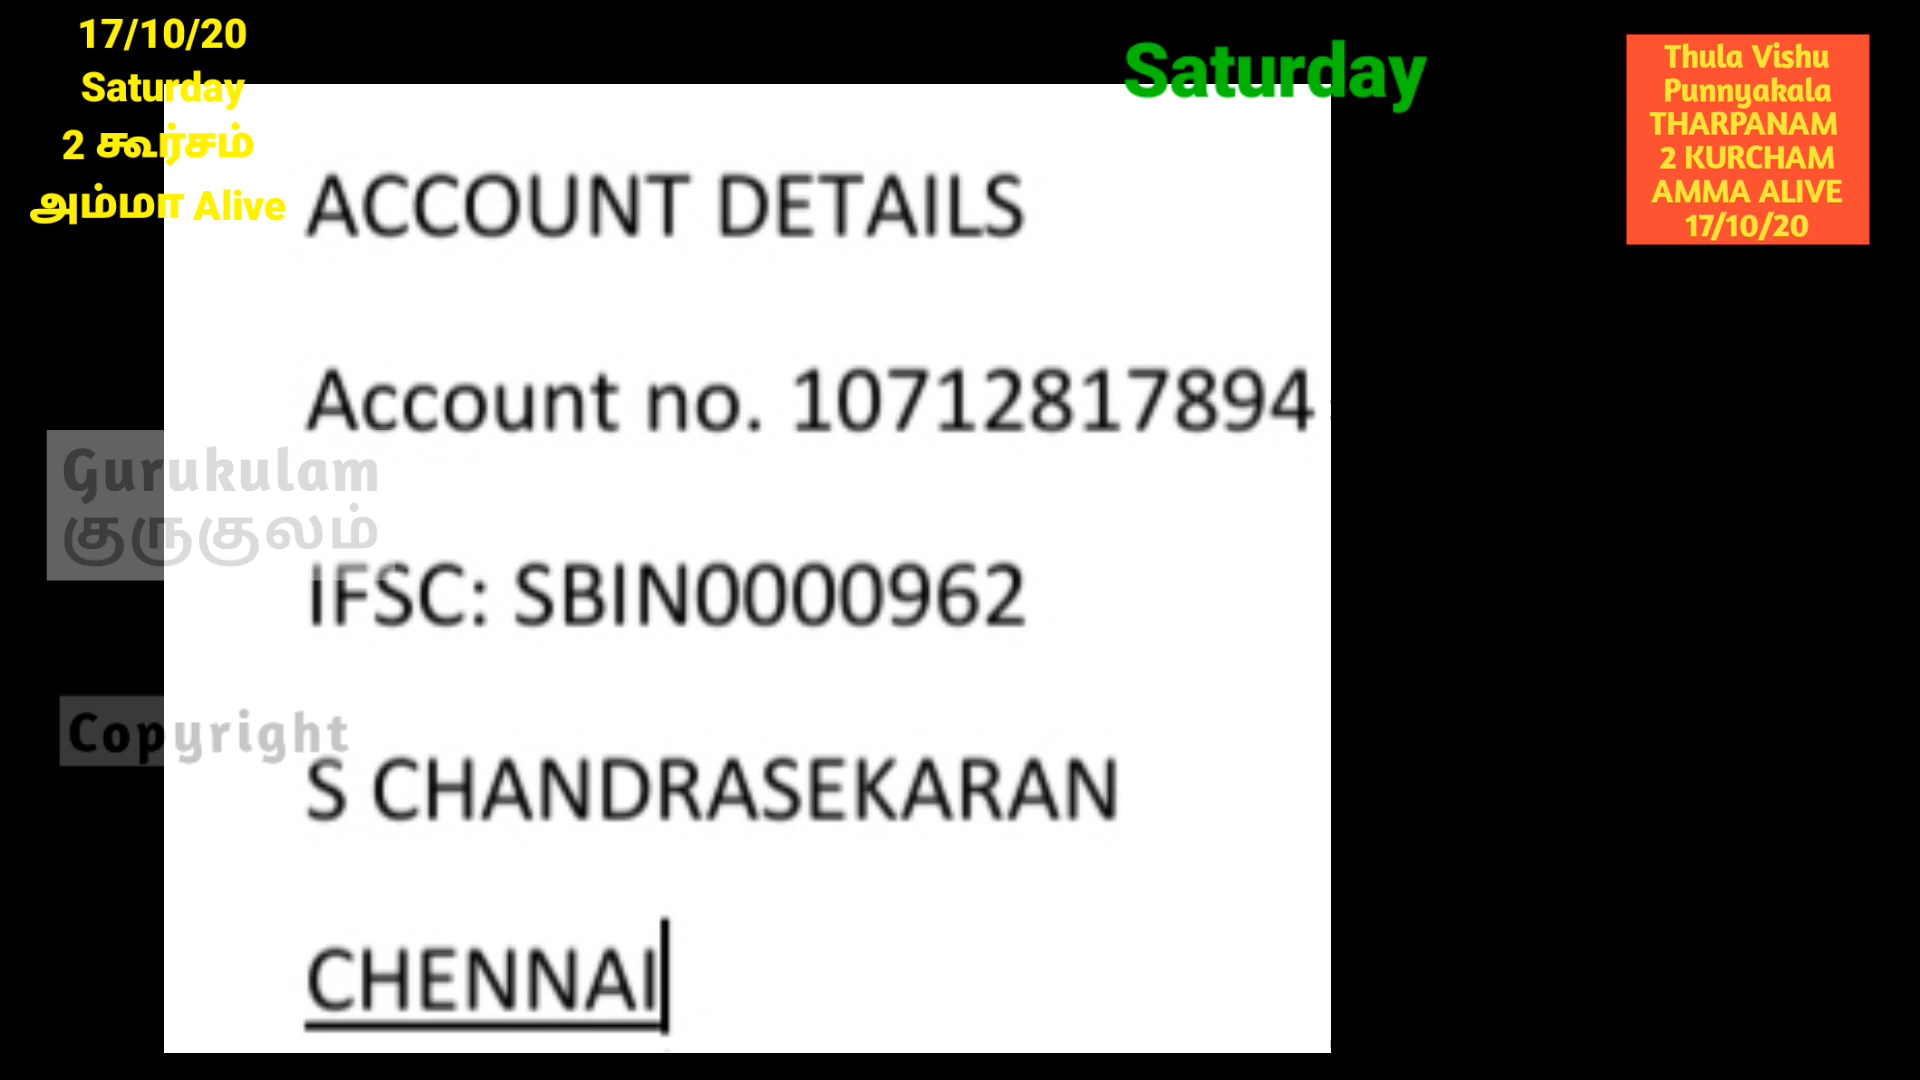 17/10/20
Saturday
2 கூர்சம்
அம்மா Alive
Saturday
Thula Vishu
Punnyakala
THARPANAM
2 KURCHAM
AMMA ALIVE
17/10/20
ACCOUNT DETAILS
Account no. 10712817894
Gurukulam
குருகுலம்
IFSC: SBIN0000962
Copyright
S CHANDRASEKARAN
CHENNAI